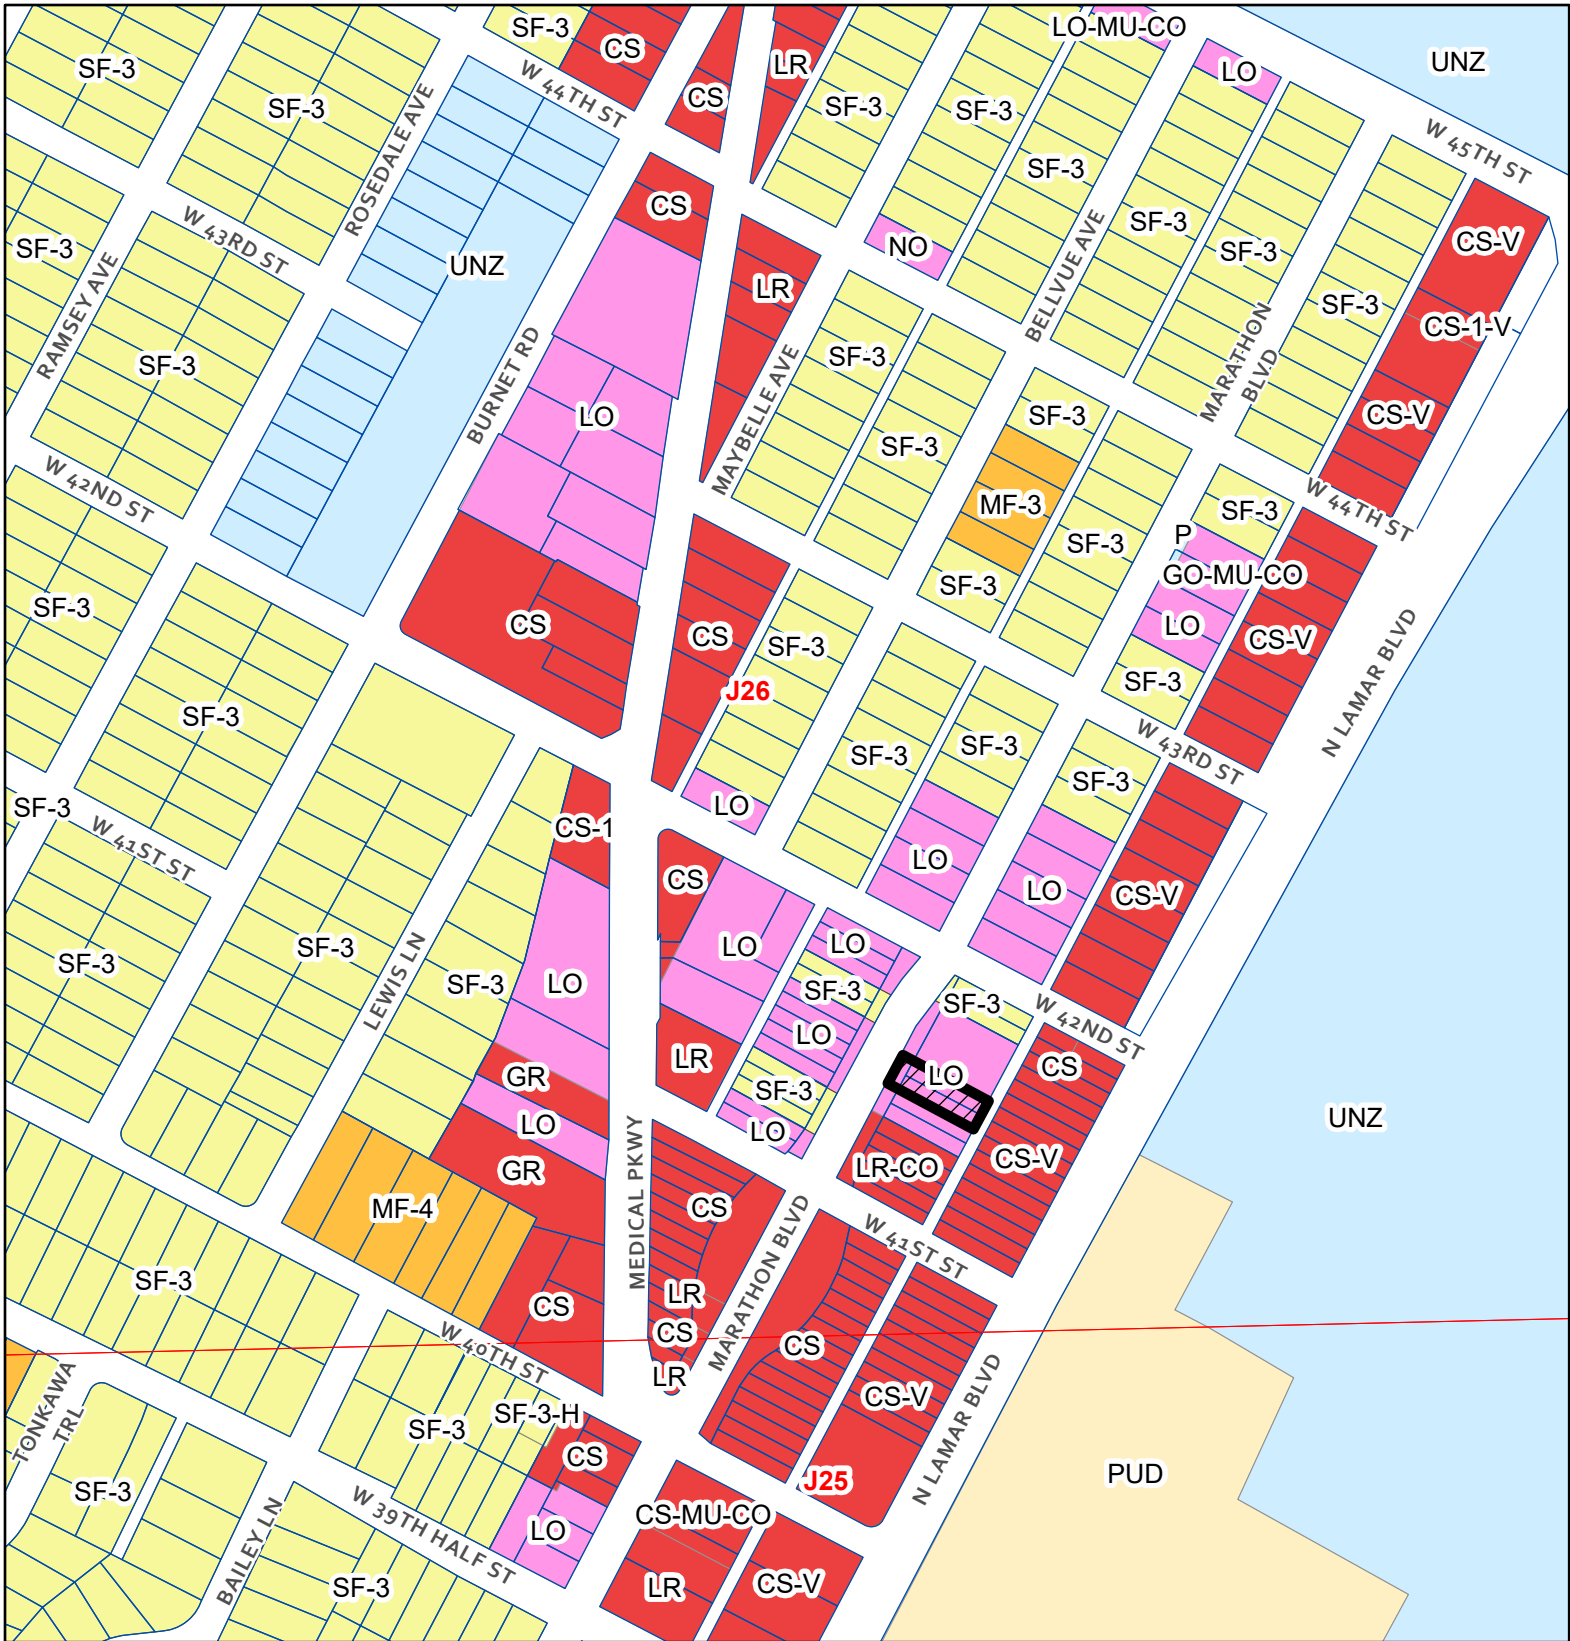 SF-3
CS
LR
LO-MU-CO
UNZ
SF-3
LO
W 44TH ST
CS
SF-3
SF-3
SF-3
W 45TH ST
ROSEDALE AVE
SF-3
CS
SF-3
SF-3
W 43RD ST
NO
SF-3
CS-V
SF-3
UNZ
LR
BELLVUE AVE
RAMSEY AVE
SF-3
CS-1-V
SF-3
BURNET RD
SF-3
MARATHON
BLVD
MAYBELLE AVE
LO
SF-3
CS-V
SF-3
W 42ND ST
MF-3
SF-3
W 44TH ST
P
SF-3
GO-MU-CO
SF-3
SF-3
CS
CS
SF-3
LO
CS-V
N LAMAR BLVD
SF-3
J26
SF-3
SF-3
SF-3
SF-3
W 43RD ST
SF-3
LO
SF-3
CS-1
W 41ST ST
CS
LO
LO
CS-V
SF-3
SF-3
LEWIS LN
SF-3
LO
LO
LO
SF-3
SF-3
W 42ND ST
LO
LR
GR
LO
CS
SF-3
LO
LO
UNZ
GR
LR-CO
CS-V
MF-4
MEDICAL PKWY
CS
MARATHON BLVD
W 41ST ST
SF-3
LR
CS
CS
CS
W 40TH ST
LR
CS-V
N LAMAR BLVD
TONKAWA
TRL
SF-3
SF-3-H
CS
PUD
SF-3
J25
W 39TH HALF ST
LO
CS-MU-CO
BAILEY LN
SF-3
LR
CS-V